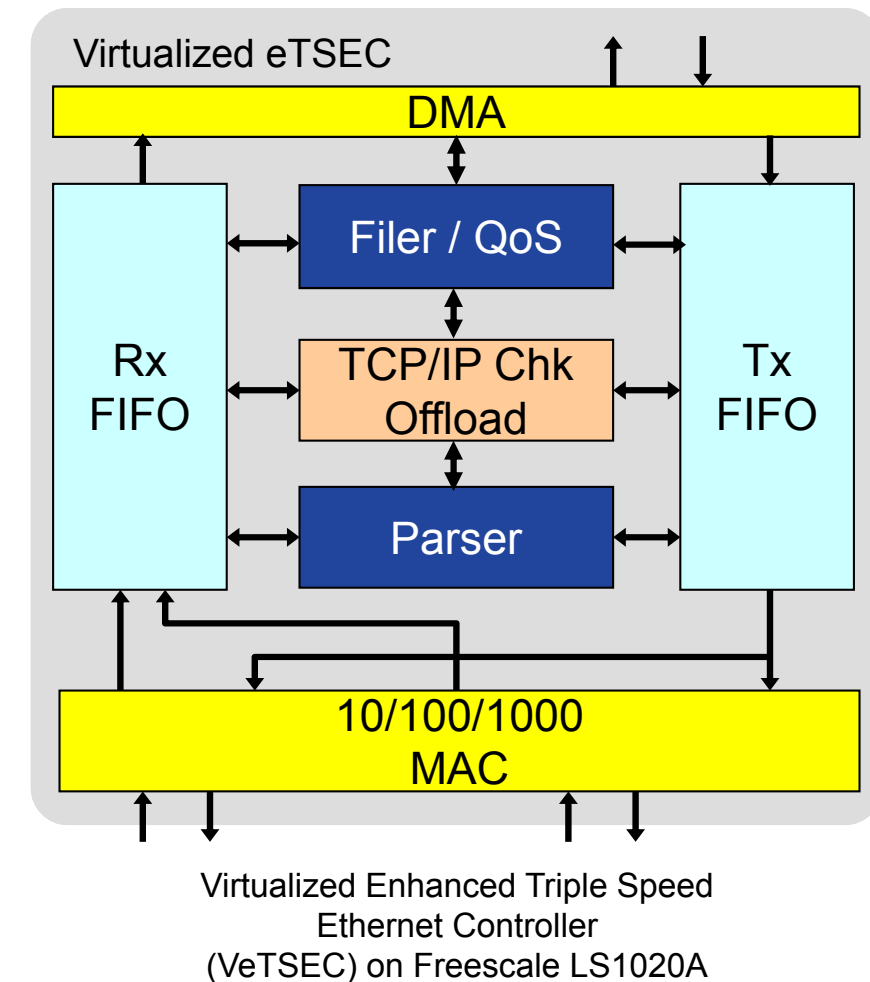 Virtualized eTSEC
DMA
Filer / QoS
Rx
FIFO
TCP/IP Chk
Offload
Tx
FIFO
Parser
10/100/1000
MAC
Virtualized Enhanced Triple Speed
Ethernet Controller
(VeTSEC) on Freescale LS1020A